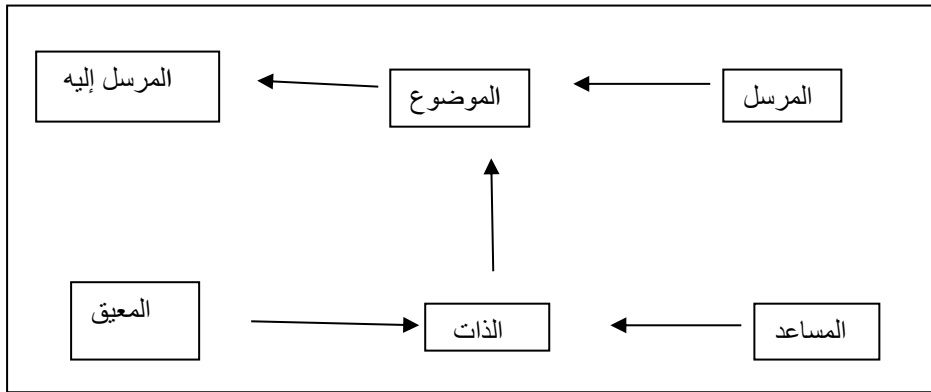 المرسل
الموضوع
المرسل إليه
المساعد
الذات
المعيق